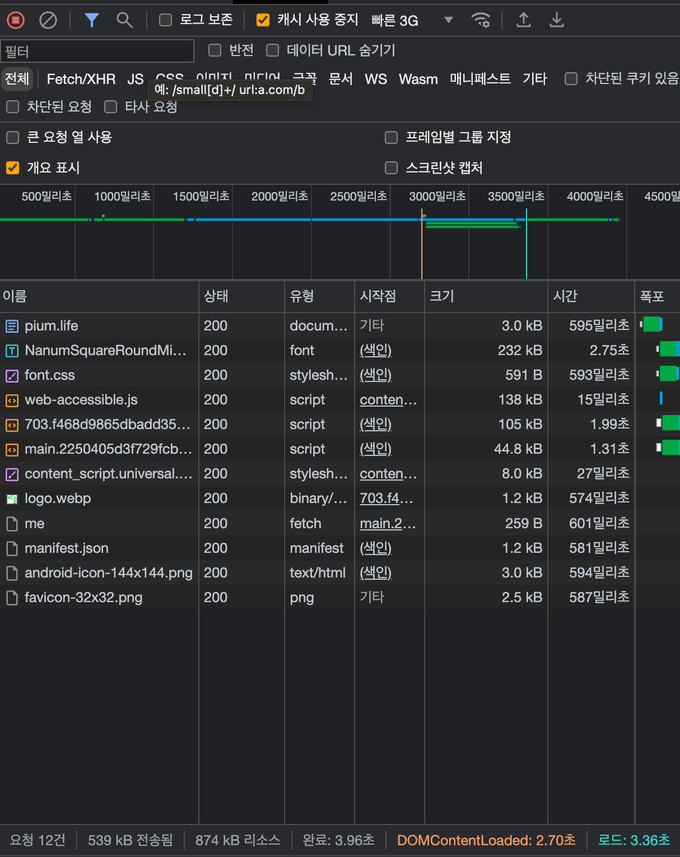 로그 보존 캐시 사용 중지 빠른 3G
필터 반전 데이터 URL 숨기기
전체 Fetch/XHR JS CSS 이미지 미디어 글꼴 문서 WS Wasm 매니페스트 기타 차단된 쿠키 있음
예: /small[d]+/ url:a.com/b
차단된 요청 타사 요청
큰 요청 열 사용 프레임별 그룹 지정
개요 표시 스크린샷 캡처
500밀리초 1000밀리초 1500밀리초 2000밀리초 2500밀리초 3000밀리초 3500밀리초 4000밀리초 4500밀
이름 상태 유형 시작점 크기 시간 폭포
pium.life 200 docum... 기타 3.0 kB 595밀리초
NanumSquareRoundMi... 200 font (색인) 232 kB 2.75초
font.css 200 stylesh... (색인) 591 B 593밀리초
web-accessible.js 200 script conten... 138 kB 15밀리초
703.f468d9865dbadd35... 200 script (색인) 105 kB 1.99초
main.2250405d3f729fcb... 200 script (색인) 44.8 kB 1.31초
content_script.universal.... 200 stylesh... conten... 8.0 kB 27밀리초
logo.webp 200 binary/... 703.f4... 1.2 kB 574밀리초
me 200 fetch main.2... 259 B 601밀리초
manifest.json 200 manifest (색인) 1.2 kB 581밀리초
android-icon-144x144.png 200 text/html (색인) 3.0 kB 594밀리초
favicon-32x32.png 200 png 기타 2.5 kB 587밀리초
요청 12건 539 kB 전송됨 874 kB 리소스 완료: 3.96초 DOMContentLoaded: 2.70초 로드: 3.36초